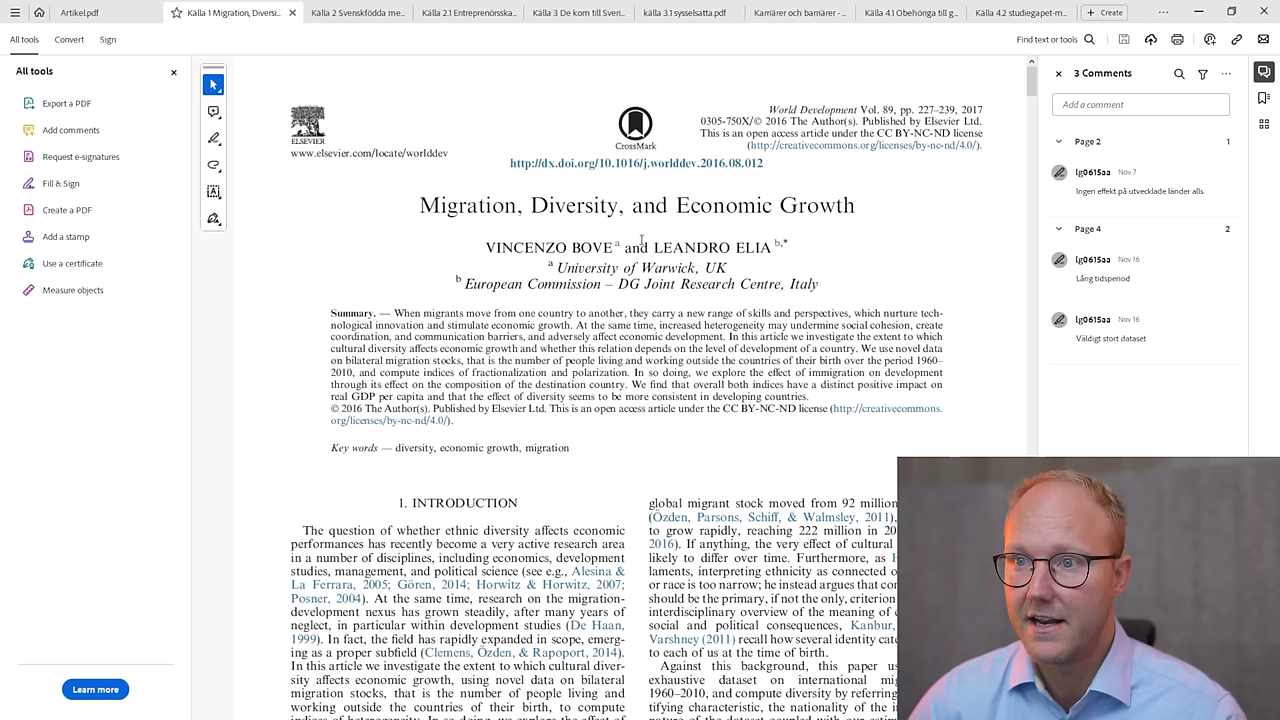 Artikel.pdf
Källa 1 Migration, Diversi...
Källa 2 Svenskfödda me...
Källa 2.1 Entreprenörsska...
Källa 3 De kom till Sveri...
källa 3.1 sysselsatta.pdf
Karriärer och barriärer - ...
Källa 4.1 Obehöriga till g...
Källa 4.2 studiegapet-m...
Create
All tools
Convert
Sign
Find text or tools
All tools
Export a PDF
Add comments
Request e-signatures
Fill & Sign
Create a PDF
Add a stamp
Use a certificate
Measure objects
Learn more
ELSEVIER
www.elsevier.com/locate/worlddev
CrossMark
World Development Vol. 89, pp. 227–239, 2017
0305-750X/© 2016 The Author(s). Published by Elsevier Ltd.
This is an open access article under the CC BY-NC-ND license
(http://creativecommons.org/licenses/by-nc-nd/4.0/).
http://dx.doi.org/10.1016/j.worlddev.2016.08.012
Migration, Diversity, and Economic Growth
VINCENZO BOVE a and LEANDRO ELIA b,*
a University of Warwick, UK
b European Commission – DG Joint Research Centre, Italy
Summary. — When migrants move from one country to another, they carry a new range of skills and perspectives, which nurture tech-
nological innovation and stimulate economic growth. At the same time, increased heterogeneity may undermine social cohesion, create
coordination, and communication barriers, and adversely affect economic development. In this article we investigate the extent to which
cultural diversity affects economic growth and whether this relation depends on the level of development of a country. We use novel data
on bilateral migration stocks, that is the number of people living and working outside the countries of their birth over the period 1960–
2010, and compute indices of fractionalization and polarization. In so doing, we explore the effect of immigration on development
through its effect on the composition of the destination country. We find that overall both indices have a distinct positive impact on
real GDP per capita and that the effect of diversity seems to be more consistent in developing countries.
© 2016 The Author(s). Published by Elsevier Ltd. This is an open access article under the CC BY-NC-ND license (http://creativecommons.
org/licenses/by-nc-nd/4.0/).
Key words — diversity, economic growth, migration
1. INTRODUCTION
The question of whether ethnic diversity affects economic
performances has recently become a very active research area
in a number of disciplines, including economics, development
studies, management, and political science (see e.g., Alesina &
La Ferrara, 2005; Gören, 2014; Horwitz & Horwitz, 2007;
Posner, 2004). At the same time, research on the migration-
development nexus has grown steadily, after many years of
neglect, in particular within development studies (De Haan,
1999). In fact, the field has rapidly expanded in scope, emerg-
ing as a proper subfield (Clemens, Özden, & Rapoport, 2014).
In this article we investigate the extent to which cultural diver-
sity affects economic growth, using novel data on bilateral
migration stocks, that is the number of people living and
working outside the countries of their birth, to compute
indices of heterogeneity. In so doing, we explore the effect of
global migrant stock moved from 92 million
(Özden, Parsons, Schiff, & Walmsley, 2011),
to grow rapidly, reaching 222 million in 20
2016). If anything, the very effect of cultural
likely to differ over time. Furthermore, as
laments, interpreting ethnicity as connected o
or race is too narrow; he instead argues that co
should be the primary, if not the only, criterion
interdisciplinary overview of the meaning of
social and political consequences, Kanbur,
Varshney (2011) recall how several identity cate
to each of us at the time of birth.
Against this background, this paper us
exhaustive dataset on international mig
1960–2010, and compute diversity by referring
tifying characteristic, the nationality of the i
3 Comments
Add a comment
Page 2
1
lg0615aa Nov 7
Ingen effekt på utvecklade länder alls.
Page 4
2
lg0615aa Nov 16
Lång tidsperiod
lg0615aa Nov 16
Väldigt stort dataset